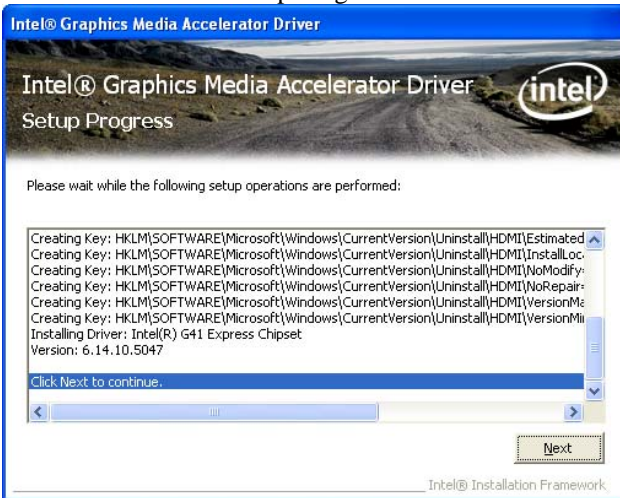 Intel® Graphics Media Accelerator Driver
Intel® Graphics Media Accelerator Driver
intel
Setup Progress
Please wait while the following setup operations are performed:
Creating Key: HKLM\SOFTWARE\Microsoft\Windows\CurrentVersion\Uninstall\HDMI\Estimated
Creating Key: HKLM\SOFTWARE\Microsoft\Windows\CurrentVersion\Uninstall\HDMI\InstallLoc
Creating Key: HKLM\SOFTWARE\Microsoft\Windows\CurrentVersion\Uninstall\HDMI\NoModify=
Creating Key: HKLM\SOFTWARE\Microsoft\Windows\CurrentVersion\Uninstall\HDMI\NoRepair=
Creating Key: HKLM\SOFTWARE\Microsoft\Windows\CurrentVersion\Uninstall\HDMI\VersionMa
Creating Key: HKLM\SOFTWARE\Microsoft\Windows\CurrentVersion\Uninstall\HDMI\VersionMi
Installing Driver: Intel(R) G41 Express Chipset
Version: 6.14.10.5047
Click Next to continue.
Next
Intel® Installation Framework